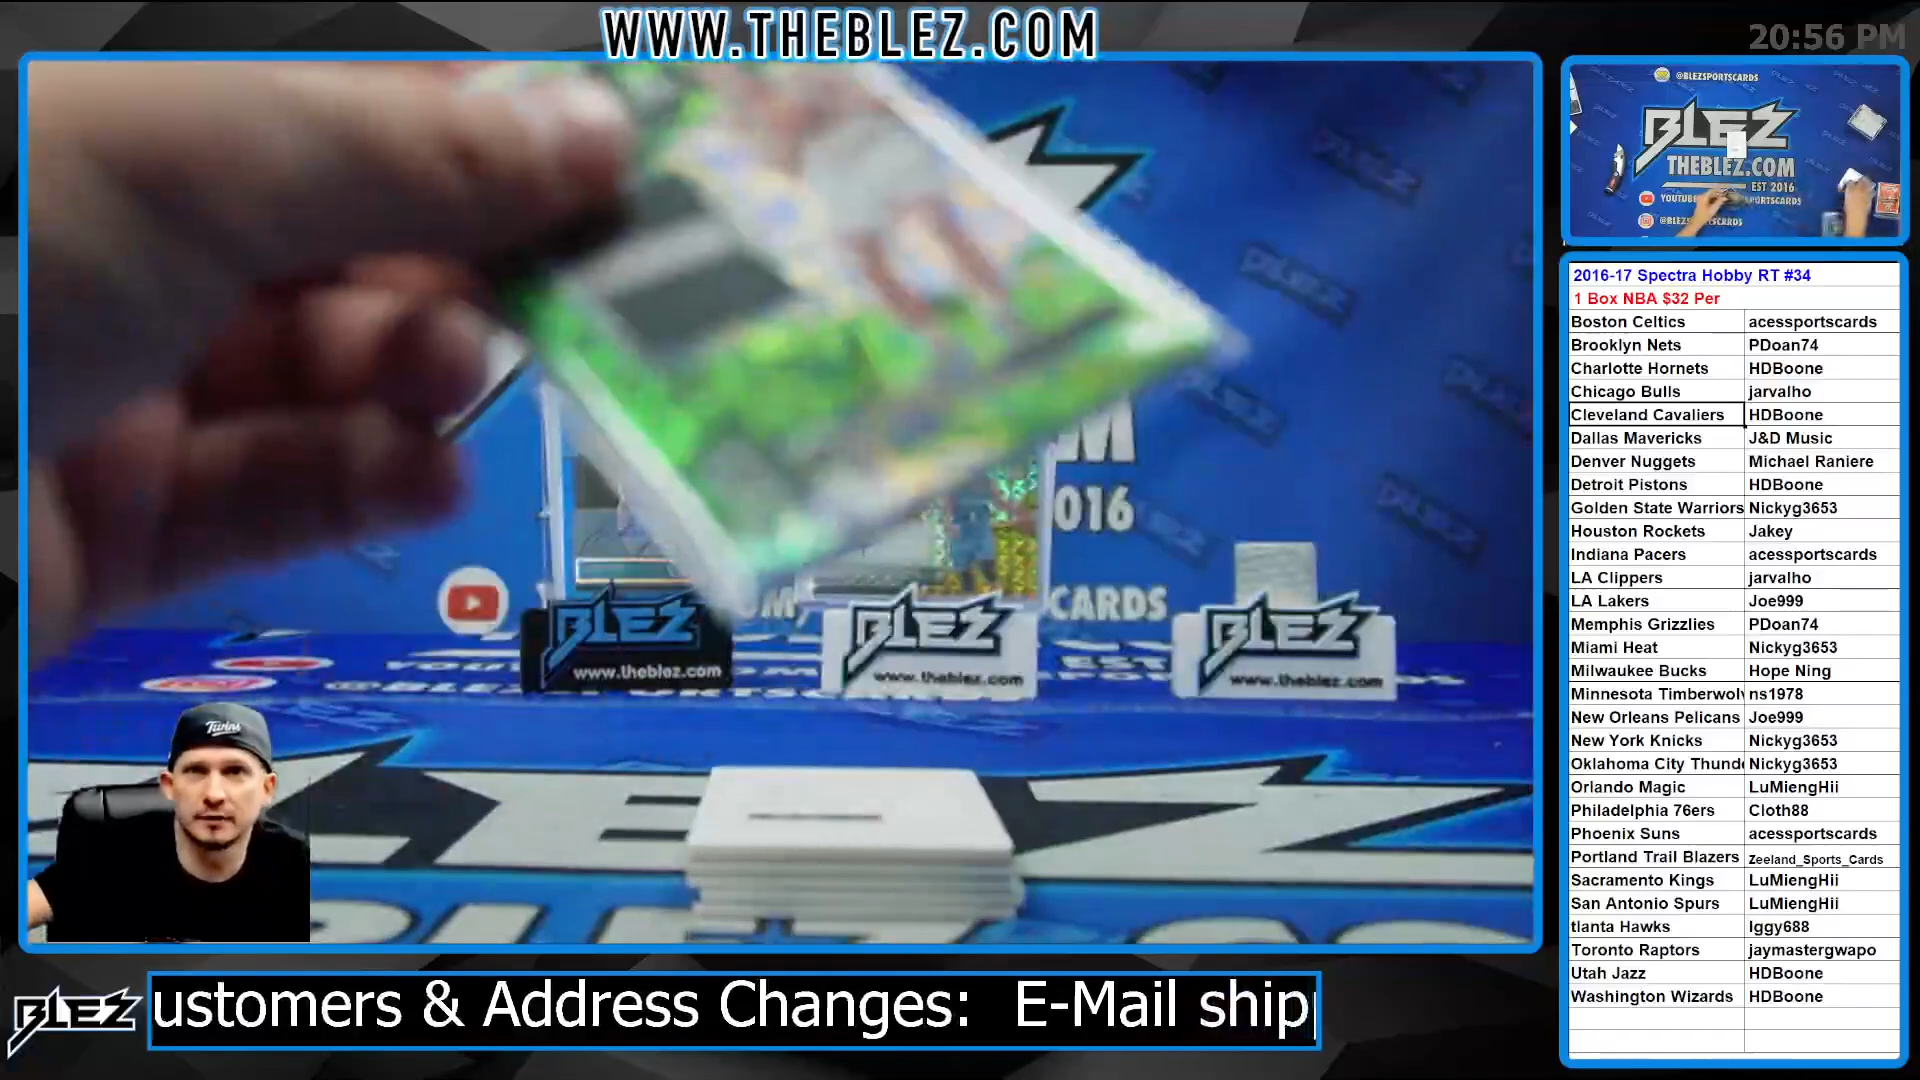 WWW.THEBLEZ.COM
20:56 PM
@BLEZSPORTSCARDS
BLEZ
THEBLEZ.COM
EST 2016
016
CARDS
BLEZ
www.theblez.com
BLEZ
www.theblez.com
BLEZ
www.theblez.com
Twins
2016-17 Spectra Hobby RT #34
1 Box NBA $32 Per
Boston Celtics acessportscards
Brooklyn Nets PDoan74
Charlotte Hornets HDBoone
Chicago Bulls jarvalho
Cleveland Cavaliers HDBoone
Dallas Mavericks J&D Music
Denver Nuggets Michael Raniere
Detroit Pistons HDBoone
Golden State Warriors Nickyg3653
Houston Rockets Jakey
Indiana Pacers acessportscards
LA Clippers jarvalho
LA Lakers Joe999
Memphis Grizzlies PDoan74
Miami Heat Nickyg3653
Milwaukee Bucks Hope Ning
Minnesota Timberwolv ns1978
New Orleans Pelicans Joe999
New York Knicks Nickyg3653
Oklahoma City Thund Nickyg3653
Orlando Magic LuMiengHii
Philadelphia 76ers Cloth88
Phoenix Suns acessportscards
Portland Trail Blazers Zeeland_Sports_Cards
Sacramento Kings LuMiengHii
San Antonio Spurs LuMiengHii
tlanta Hawks Iggy688
Toronto Raptors jaymastergwapo
Utah Jazz HDBoone
Washington Wizards HDBoone
BLEZ
ustomers & Address Changes: E-Mail ship